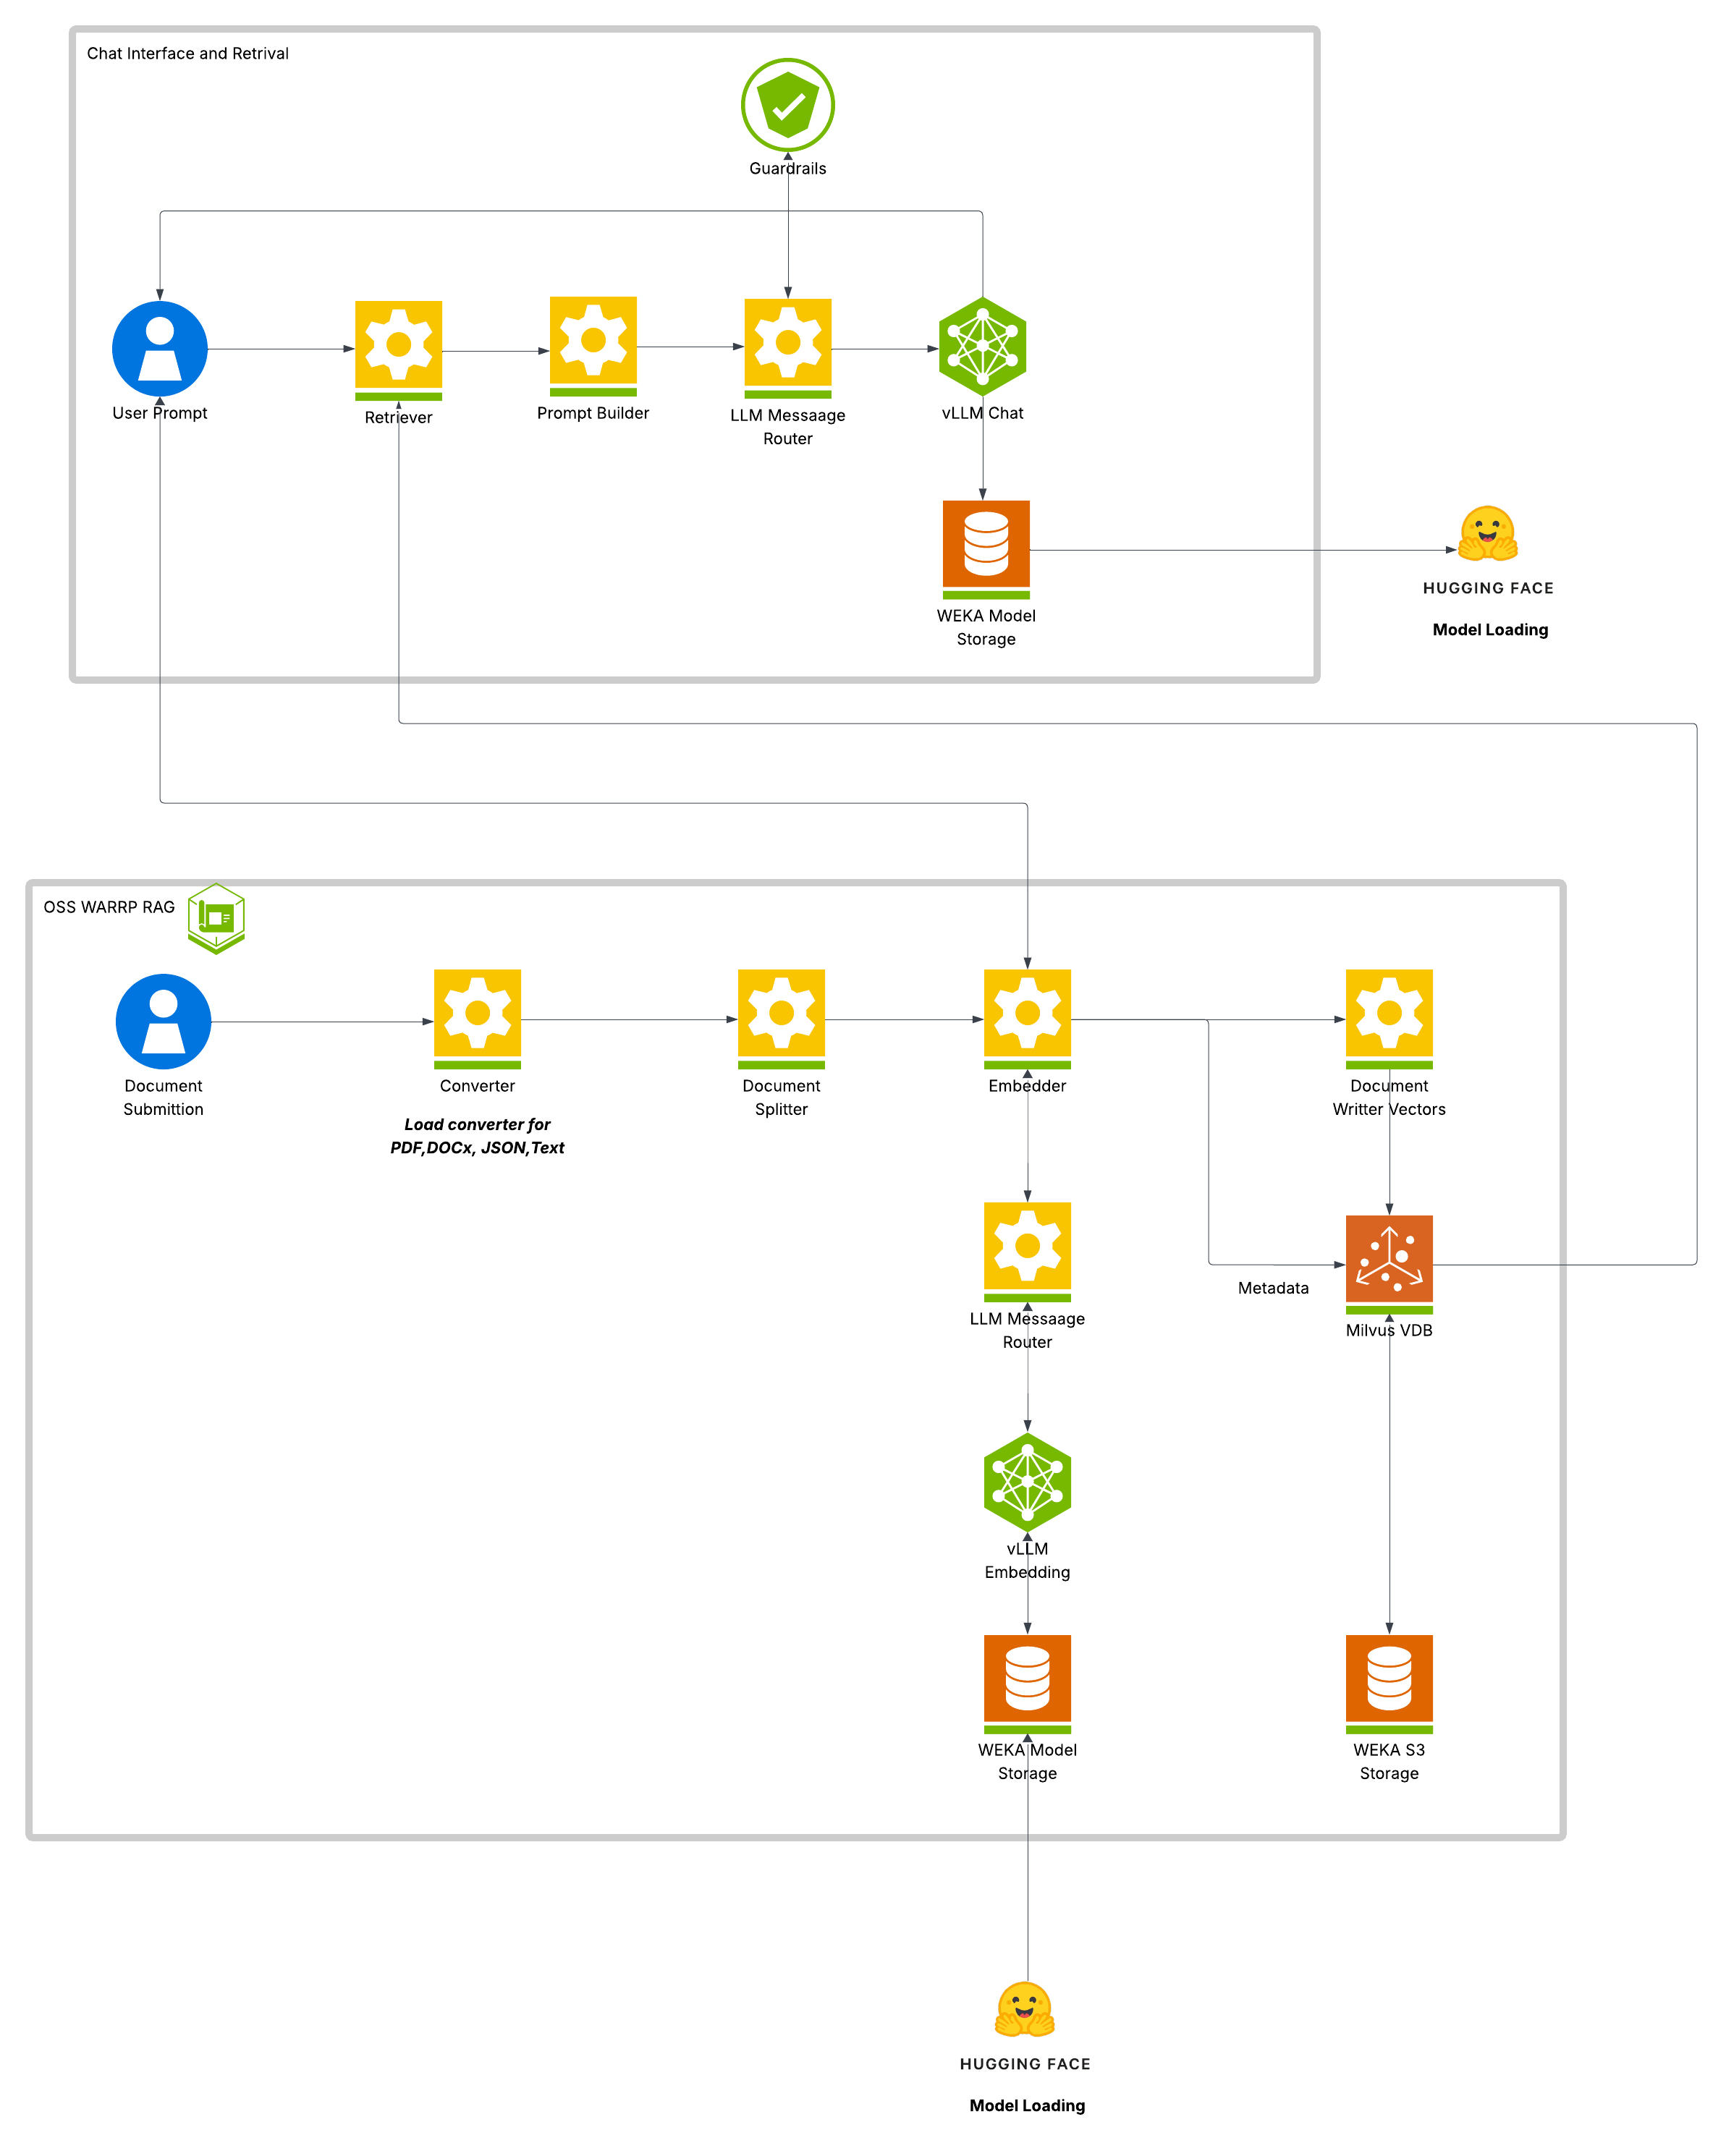 Chat Interface and Retrival
Guardrails
User Prompt
Retriever
Prompt Builder
LLM Messaage
Router
vLLM Chat
WEKA Model
Storage
HUGGING FACE
Model Loading
OSS WARRP RAG
Document
Submittion
Converter
Load converter for
PDF,DOCx, JSON,Text
Document
Splitter
Embedder
Document
Writter Vectors
LLM Messaage
Router
Metadata
Milvus VDB
vLLM
Embedding
WEKA Model
Storage
WEKA S3
Storage
HUGGING FACE
Model Loading